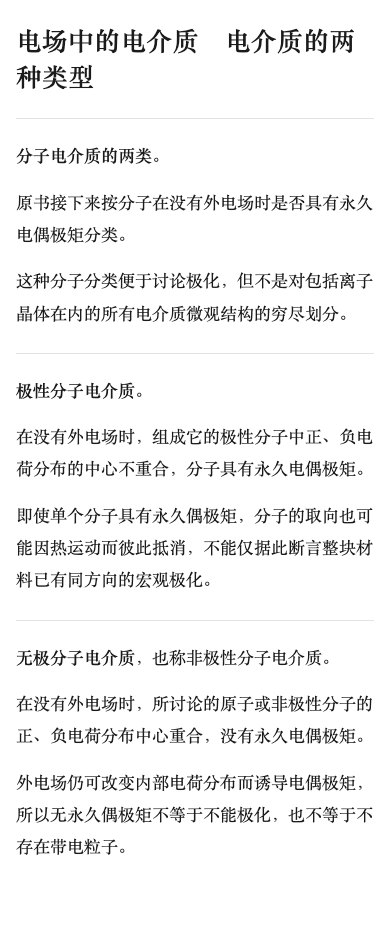 电场中的电介质　电介质的两
种类型
分子电介质的两类。
原书接下来按分子在没有外电场时是否具有永久
电偶极矩分类。
这种分子分类便于讨论极化，但不是对包括离子
晶体在内的所有电介质微观结构的穷尽划分。
极性分子电介质。
在没有外电场时，组成它的极性分子中正、负电
荷分布的中心不重合，分子具有永久电偶极矩。
即使单个分子具有永久偶极矩，分子的取向也可
能因热运动而彼此抵消，不能仅据此断言整块材
料已有同方向的宏观极化。
无极分子电介质，也称非极性分子电介质。
在没有外电场时，所讨论的原子或非极性分子的
正、负电荷分布中心重合，没有永久电偶极矩。
外电场仍可改变内部电荷分布而诱导电偶极矩，
所以无永久偶极矩不等于不能极化，也不等于不
存在带电粒子。